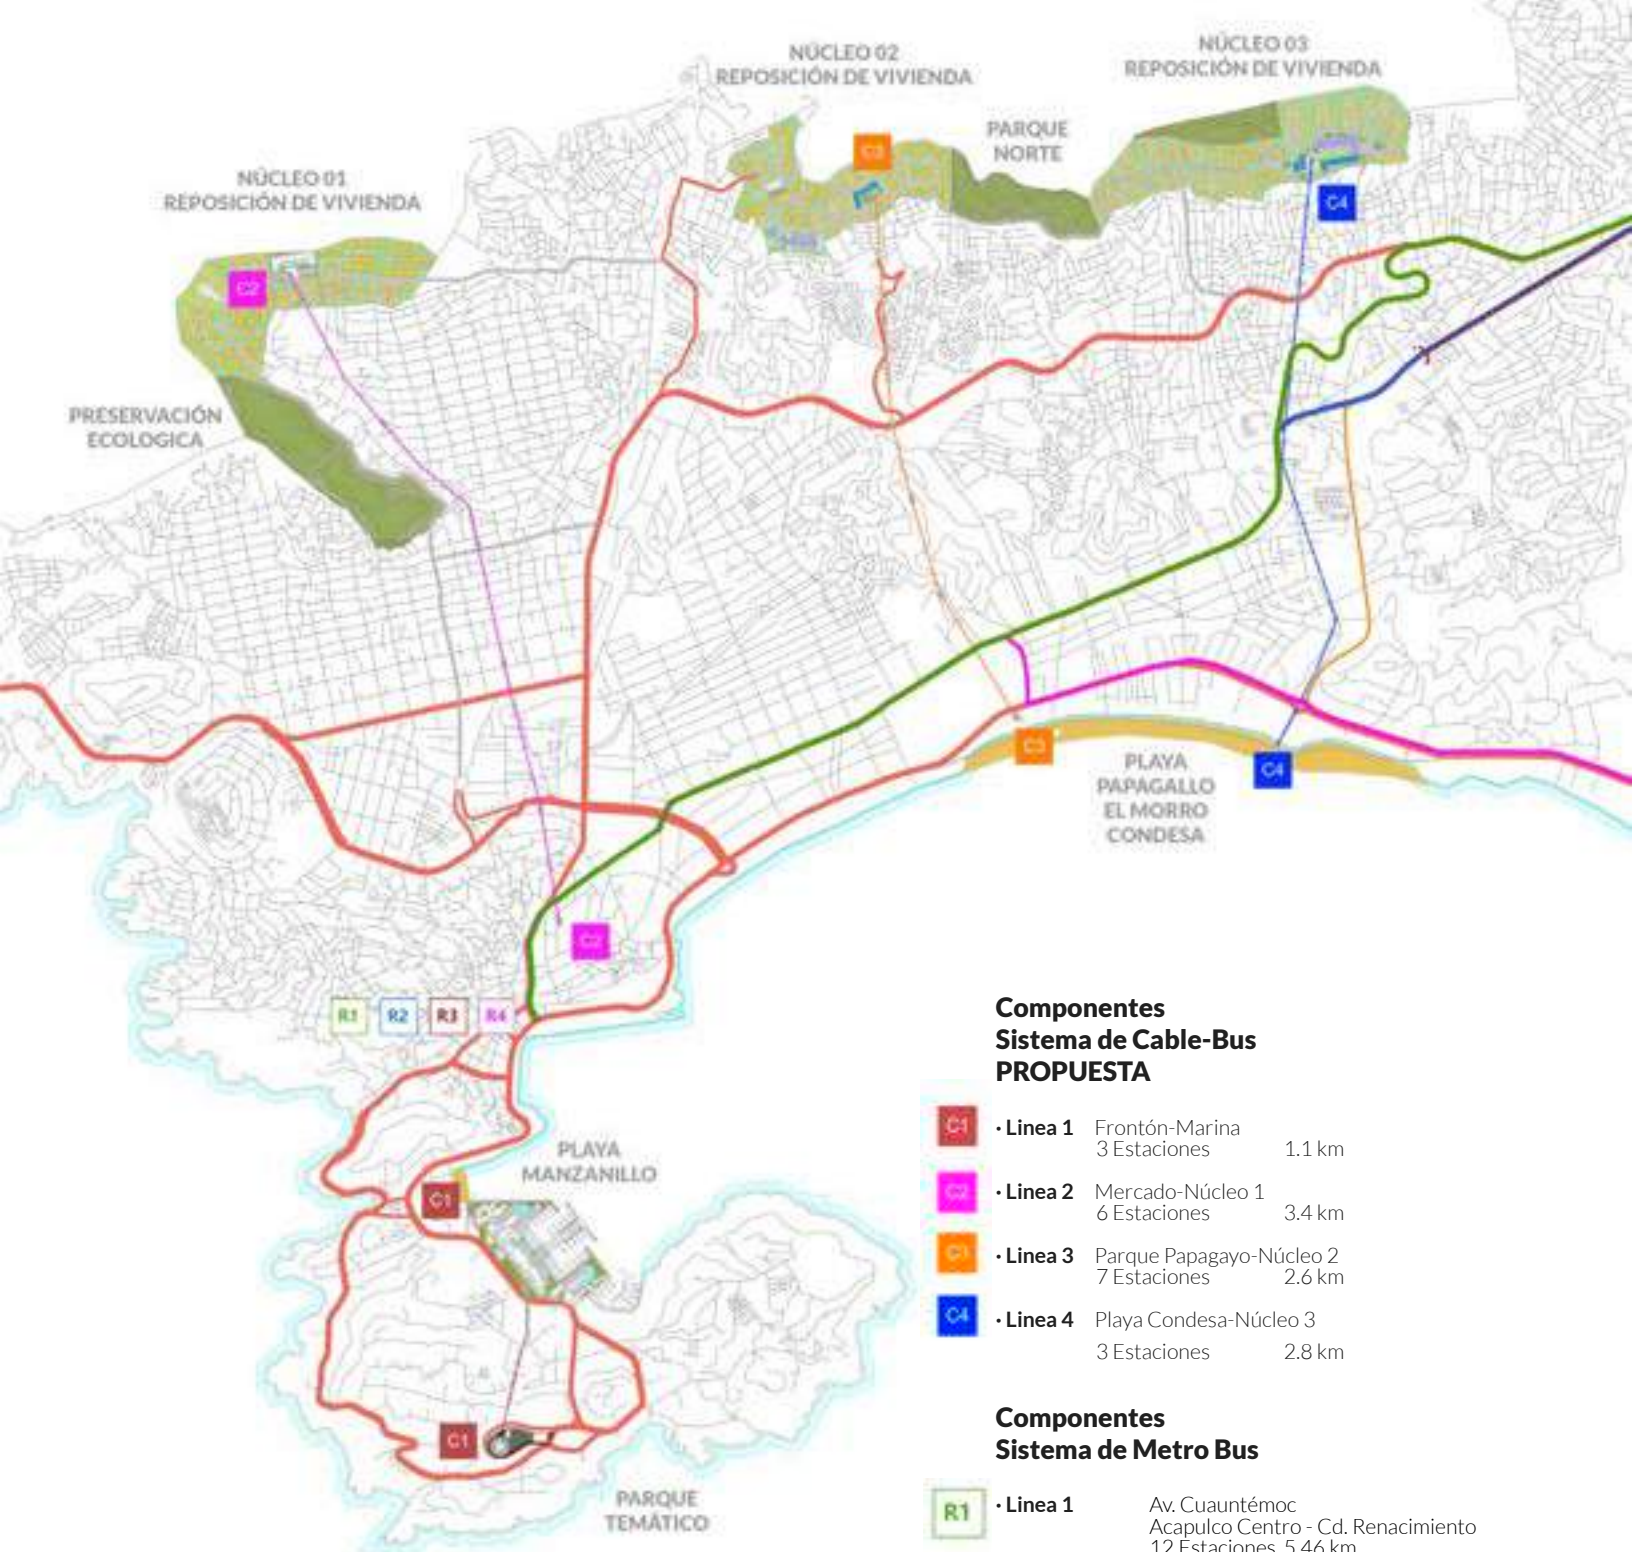 NÚCLEO 02
REPOSICIÓN DE VIVIENDA
NÚCLEO 03
REPOSICIÓN DE VIVIENDA
PARQUE
NORTE
C3
C4
NÚCLEO 01
REPOSICIÓN DE VIVIENDA
C2
PRESERVACIÓN
ECOLOGICA
C3
C4
PLAYA
PAPAGALLO
EL MORRO
CONDESA
C2
R1 R2 R3 R4
PLAYA
MANZANILLO
C1
C1
PARQUE
TEMÁTICO
Componentes
Sistema de Cable-Bus
PROPUESTA
C1 · Linea 1 Frontón-Marina
3 Estaciones 1.1 km
C2 · Linea 2 Mercado-Núcleo 1
6 Estaciones 3.4 km
· Linea 3 Parque Papagayo-Núcleo 2
7 Estaciones 2.6 km
C4 · Linea 4 Playa Condesa-Núcleo 3
3 Estaciones 2.8 km
Componentes
Sistema de Metro Bus
R1 · Linea 1 Av. Cuauntémoc
Acapulco Centro - Cd. Renacimiento
12 Estaciones 5.46 km